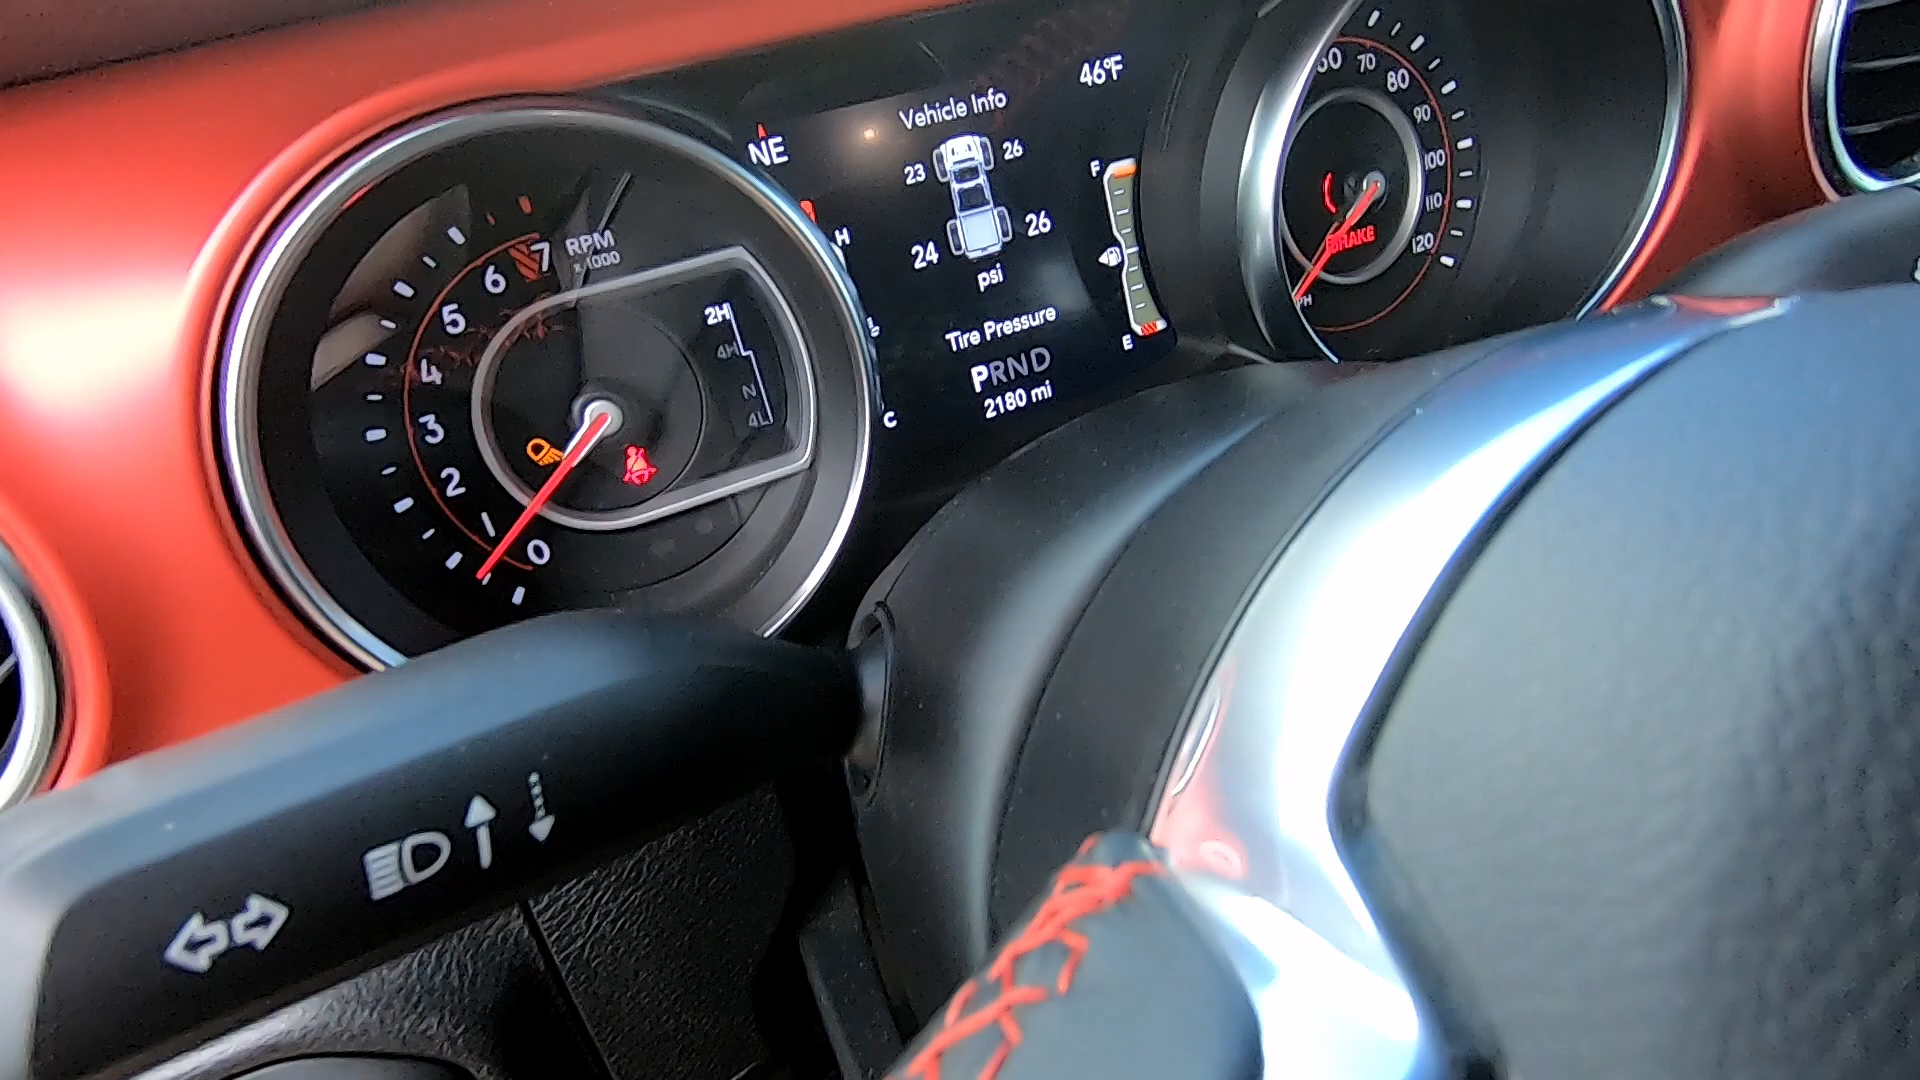 7
6
5
4
3
2
1
0
RPM
x 1000
2H
4H
N
4L
NE
H
C
Vehicle Info
46°F
23 26
24 26
psi
Tire Pressure
PRND
2180 mi
F
E
70
80
90
100
110
120
BRAKE